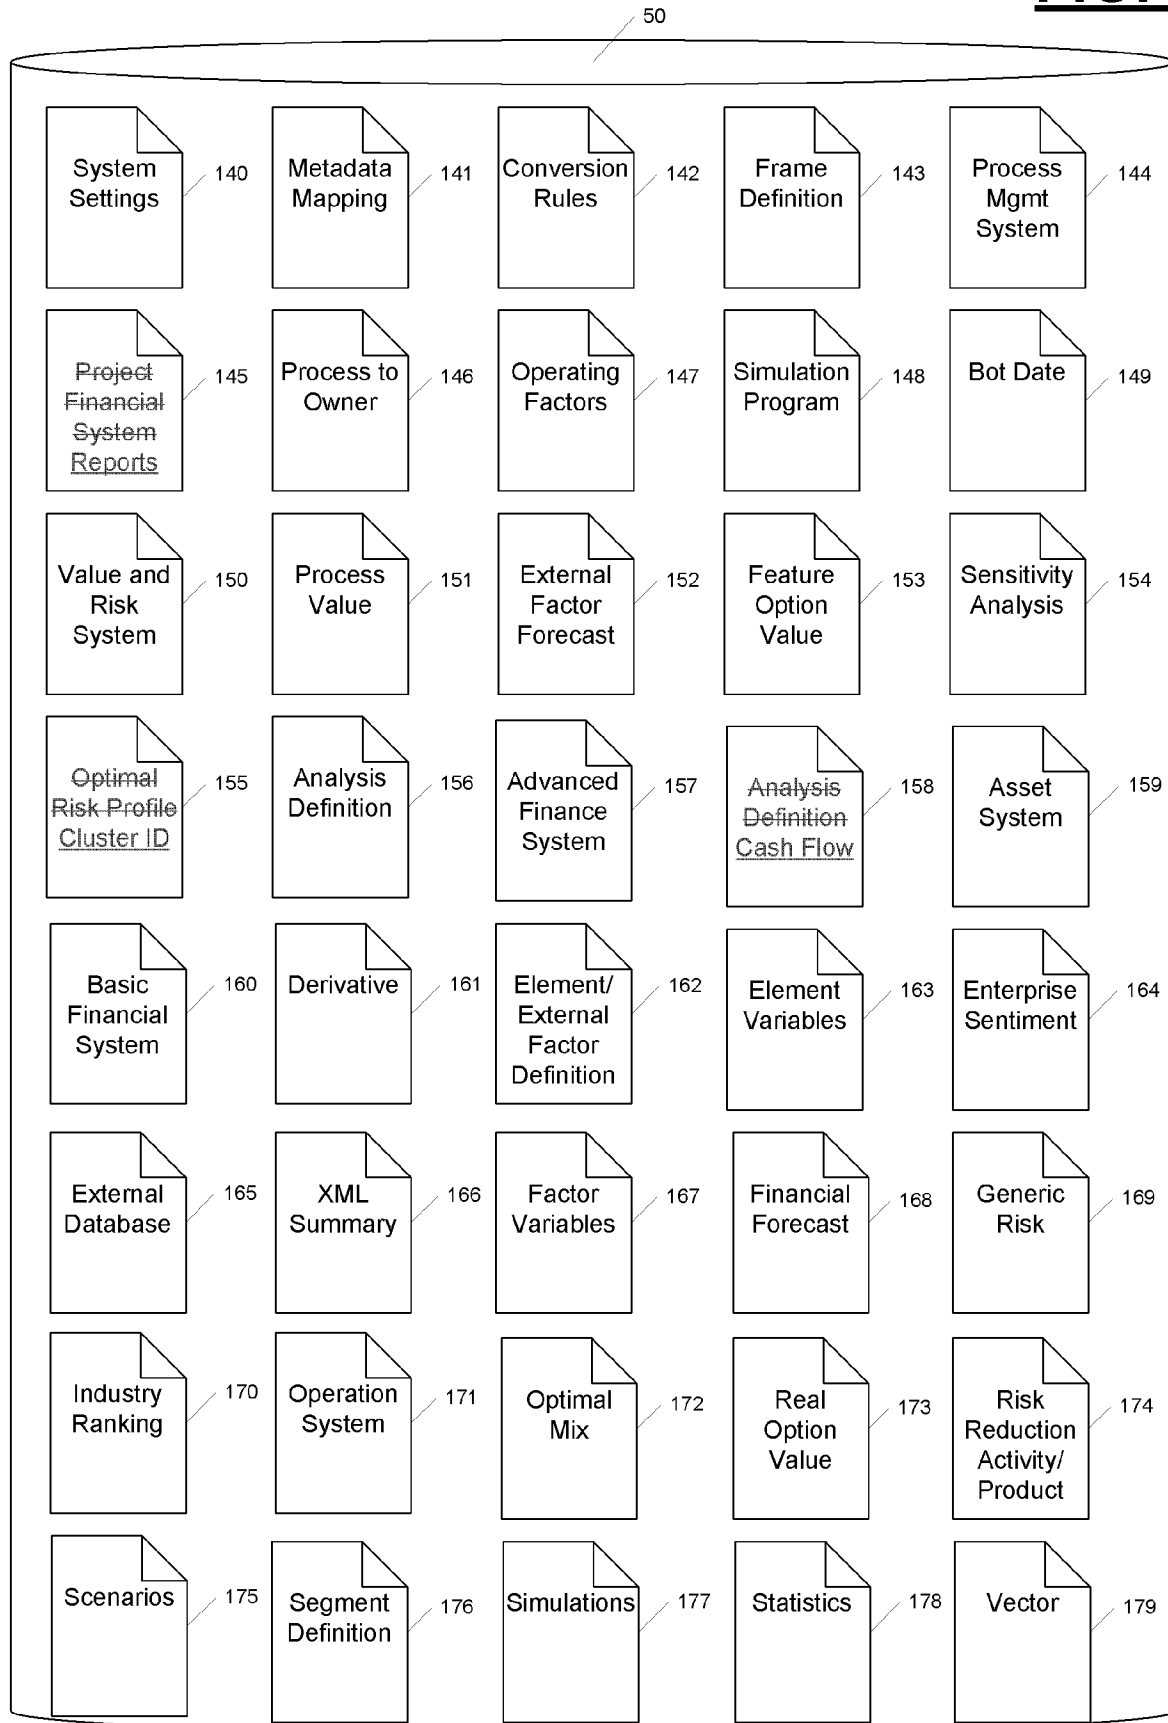 50
System
Settings
140
Metadata
Mapping
141
Conversion
Rules
142
Frame
Definition
143
Process
Mgmt
System
144
Project
Financial
System
Reports
145
Process to
Owner
146
Operating
Factors
147
Simulation
Program
148
Bot Date
149
Value and
Risk
System
150
Process
Value
151
External
Factor
Forecast
152
Feature
Option
Value
153
Sensitivity
Analysis
154
Optimal
Risk Profile
Cluster ID
155
Analysis
Definition
156
Advanced
Finance
System
157
Analysis
Definition
Cash Flow
158
Asset
System
159
Basic
Financial
System
160
Derivative
161
Element/
External
Factor
Definition
162
Element
Variables
163
Enterprise
Sentiment
164
External
Database
165
XML
Summary
166
Factor
Variables
167
Financial
Forecast
168
Generic
Risk
169
Industry
Ranking
170
Operation
System
171
Optimal
Mix
172
Real
Option
Value
173
Risk
Reduction
Activity/
Product
174
Scenarios
175
Segment
Definition
176
Simulations
177
Statistics
178
Vector
179